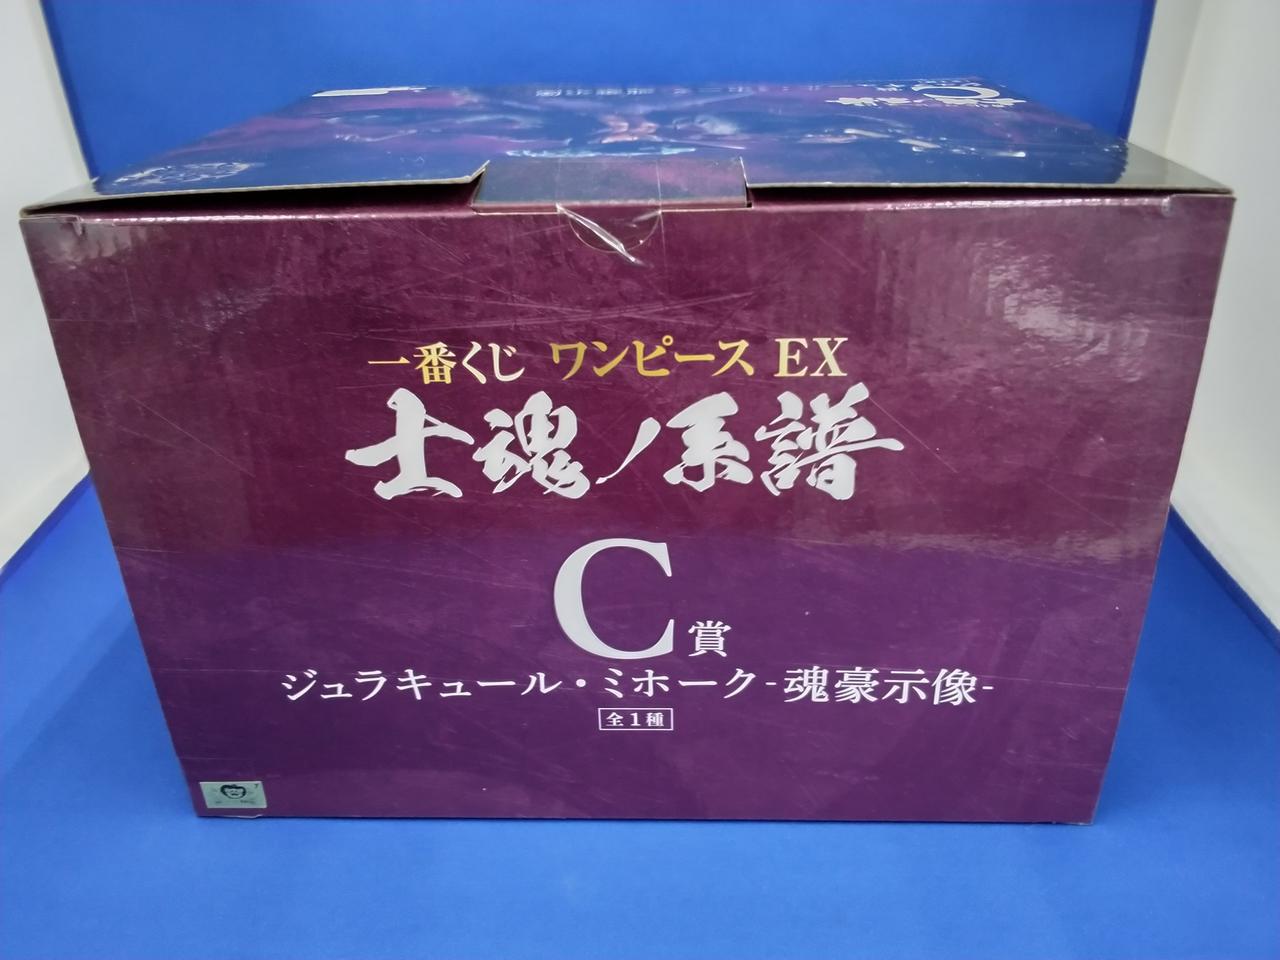 一番くじ ワンピース EX
士魂ノ系譜
C賞
ジュラキュール・ミホーク-魂豪示像-
全1種